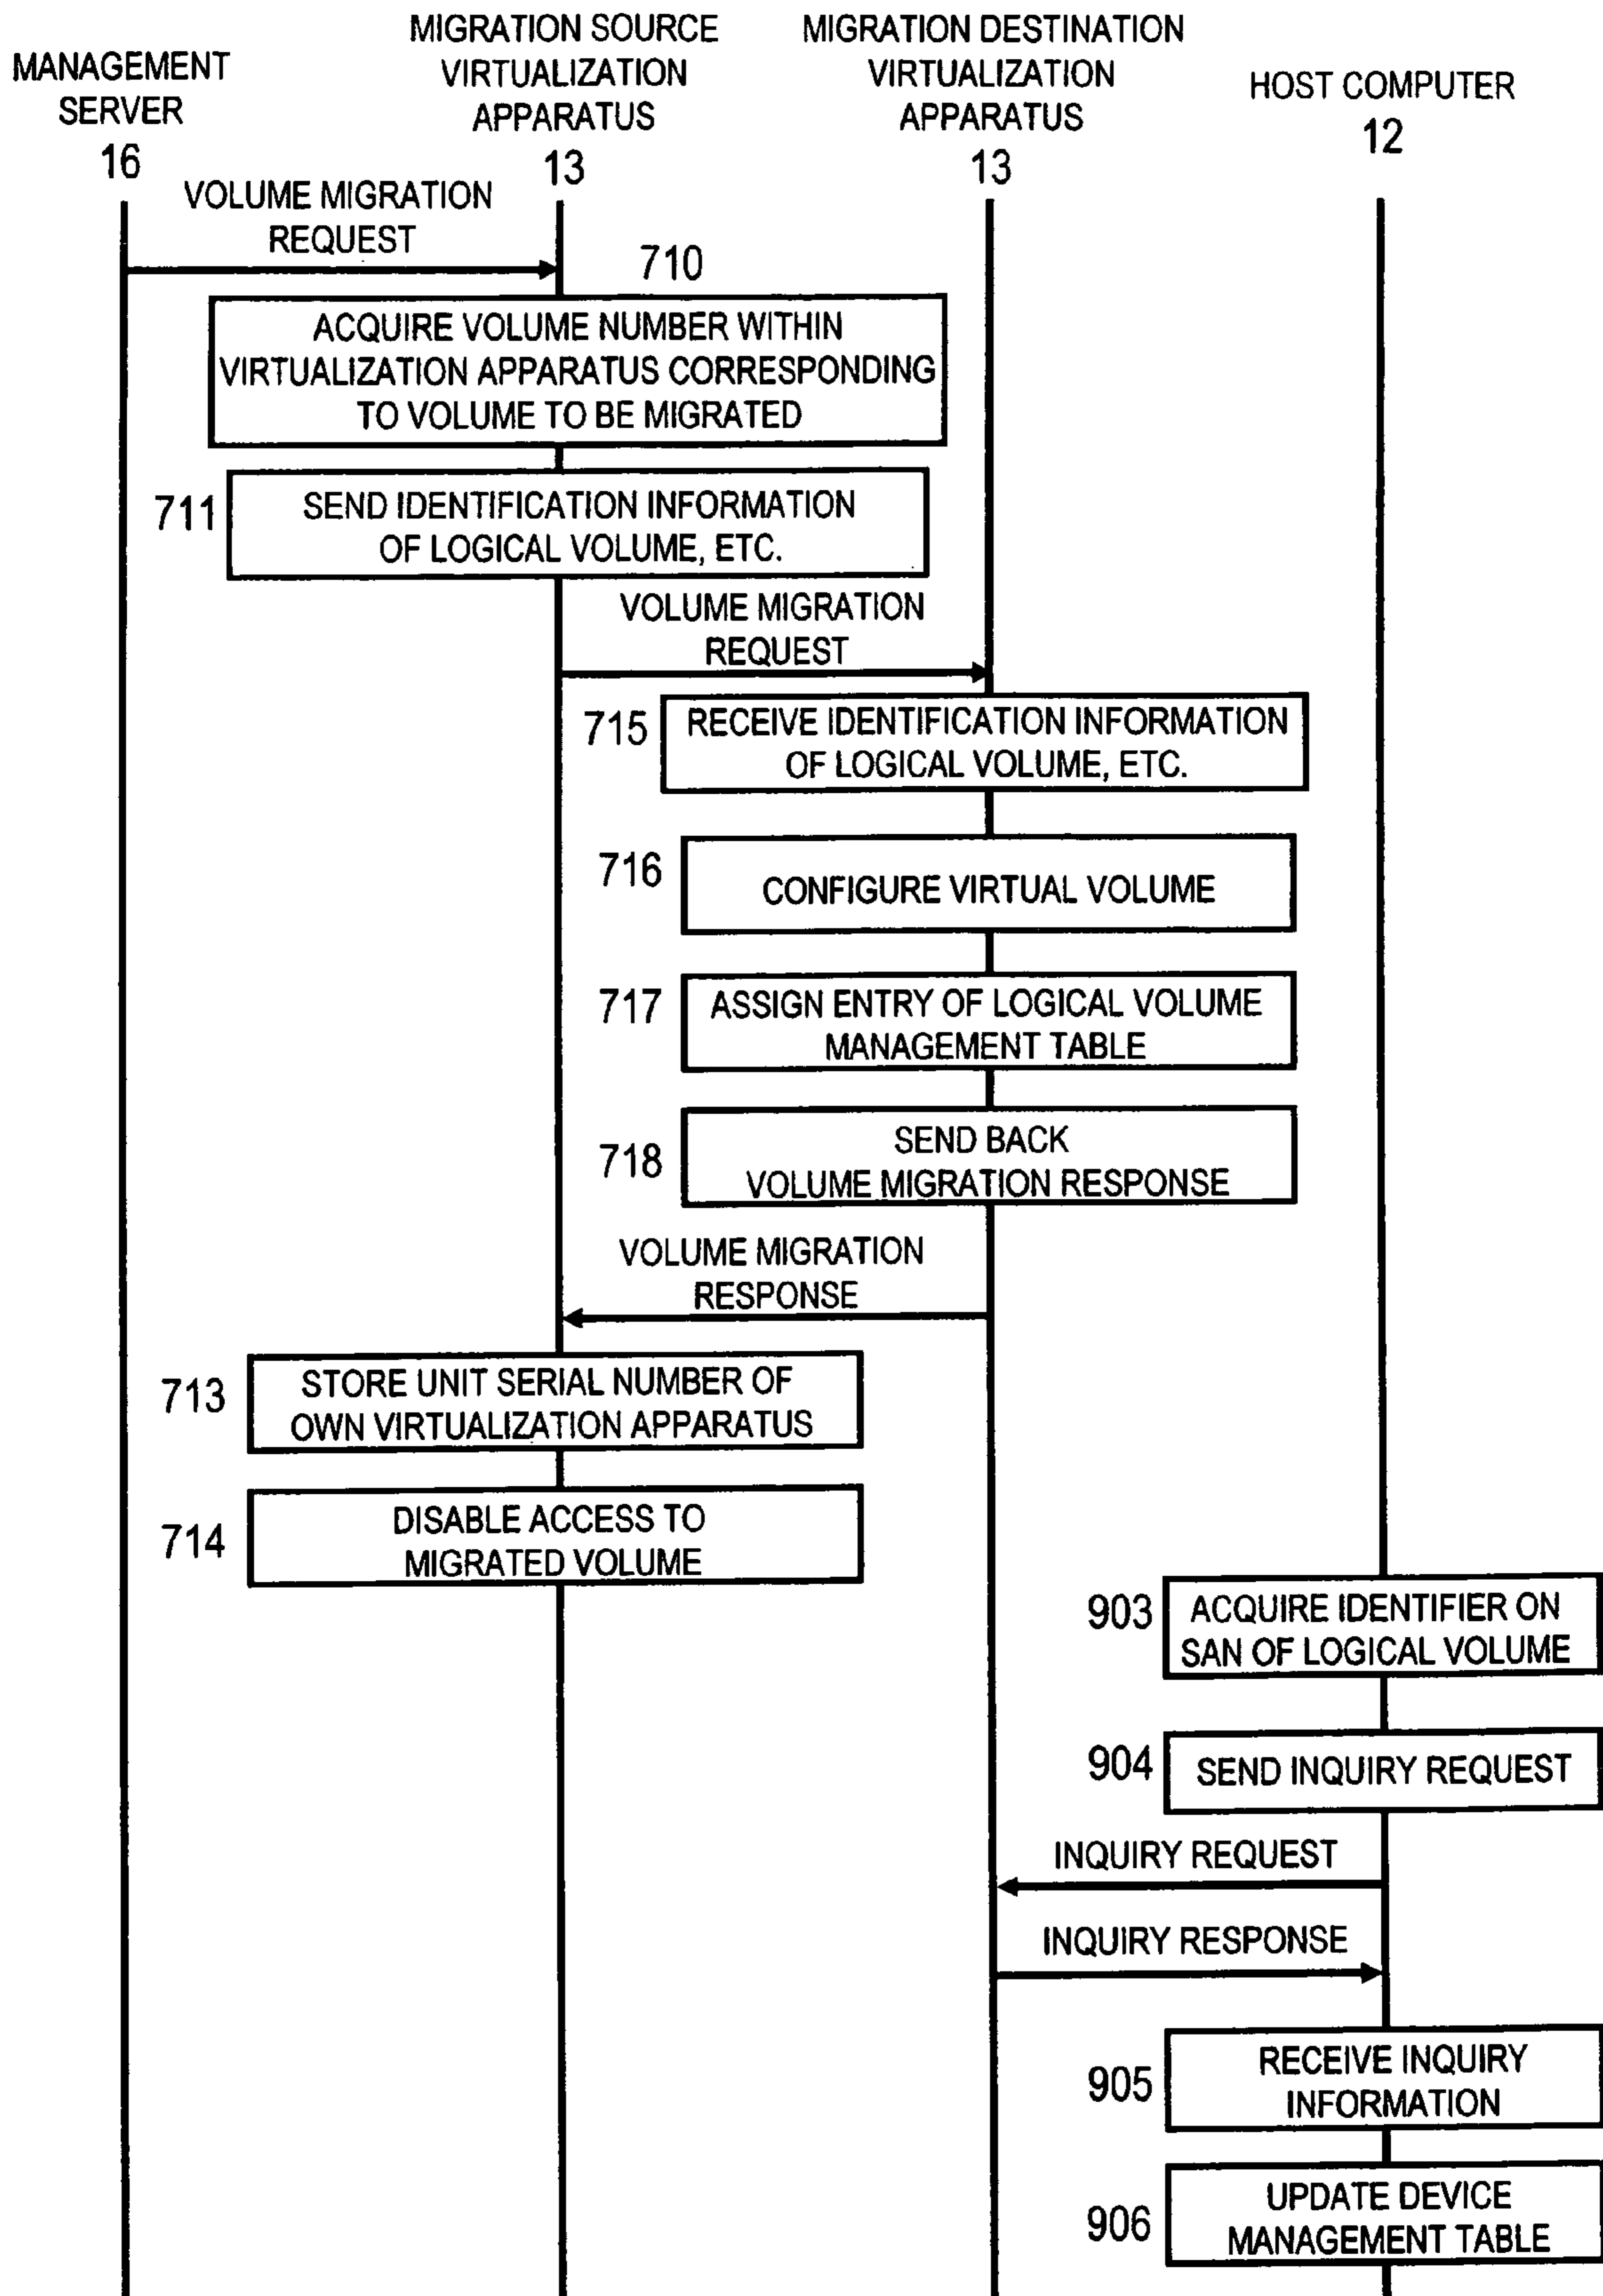 MANAGEMENT
SERVER
16
MIGRATION SOURCE
VIRTUALIZATION
APPARATUS
13
MIGRATION DESTINATION
VIRTUALIZATION
APPARATUS
13
HOST COMPUTER
12
VOLUME MIGRATION
REQUEST
710
ACQUIRE VOLUME NUMBER WITHIN
VIRTUALIZATION APPARATUS CORRESPONDING
TO VOLUME TO BE MIGRATED
711
SEND IDENTIFICATION INFORMATION
OF LOGICAL VOLUME, ETC.
VOLUME MIGRATION
REQUEST
715
RECEIVE IDENTIFICATION INFORMATION
OF LOGICAL VOLUME, ETC.
716
CONFIGURE VIRTUAL VOLUME
717
ASSIGN ENTRY OF LOGICAL VOLUME
MANAGEMENT TABLE
718
SEND BACK
VOLUME MIGRATION RESPONSE
VOLUME MIGRATION
RESPONSE
713
STORE UNIT SERIAL NUMBER OF
OWN VIRTUALIZATION APPARATUS
714
DISABLE ACCESS TO
MIGRATED VOLUME
903
ACQUIRE IDENTIFIER ON
SAN OF LOGICAL VOLUME
904
SEND INQUIRY REQUEST
INQUIRY REQUEST
INQUIRY RESPONSE
905
RECEIVE INQUIRY
INFORMATION
906
UPDATE DEVICE
MANAGEMENT TABLE